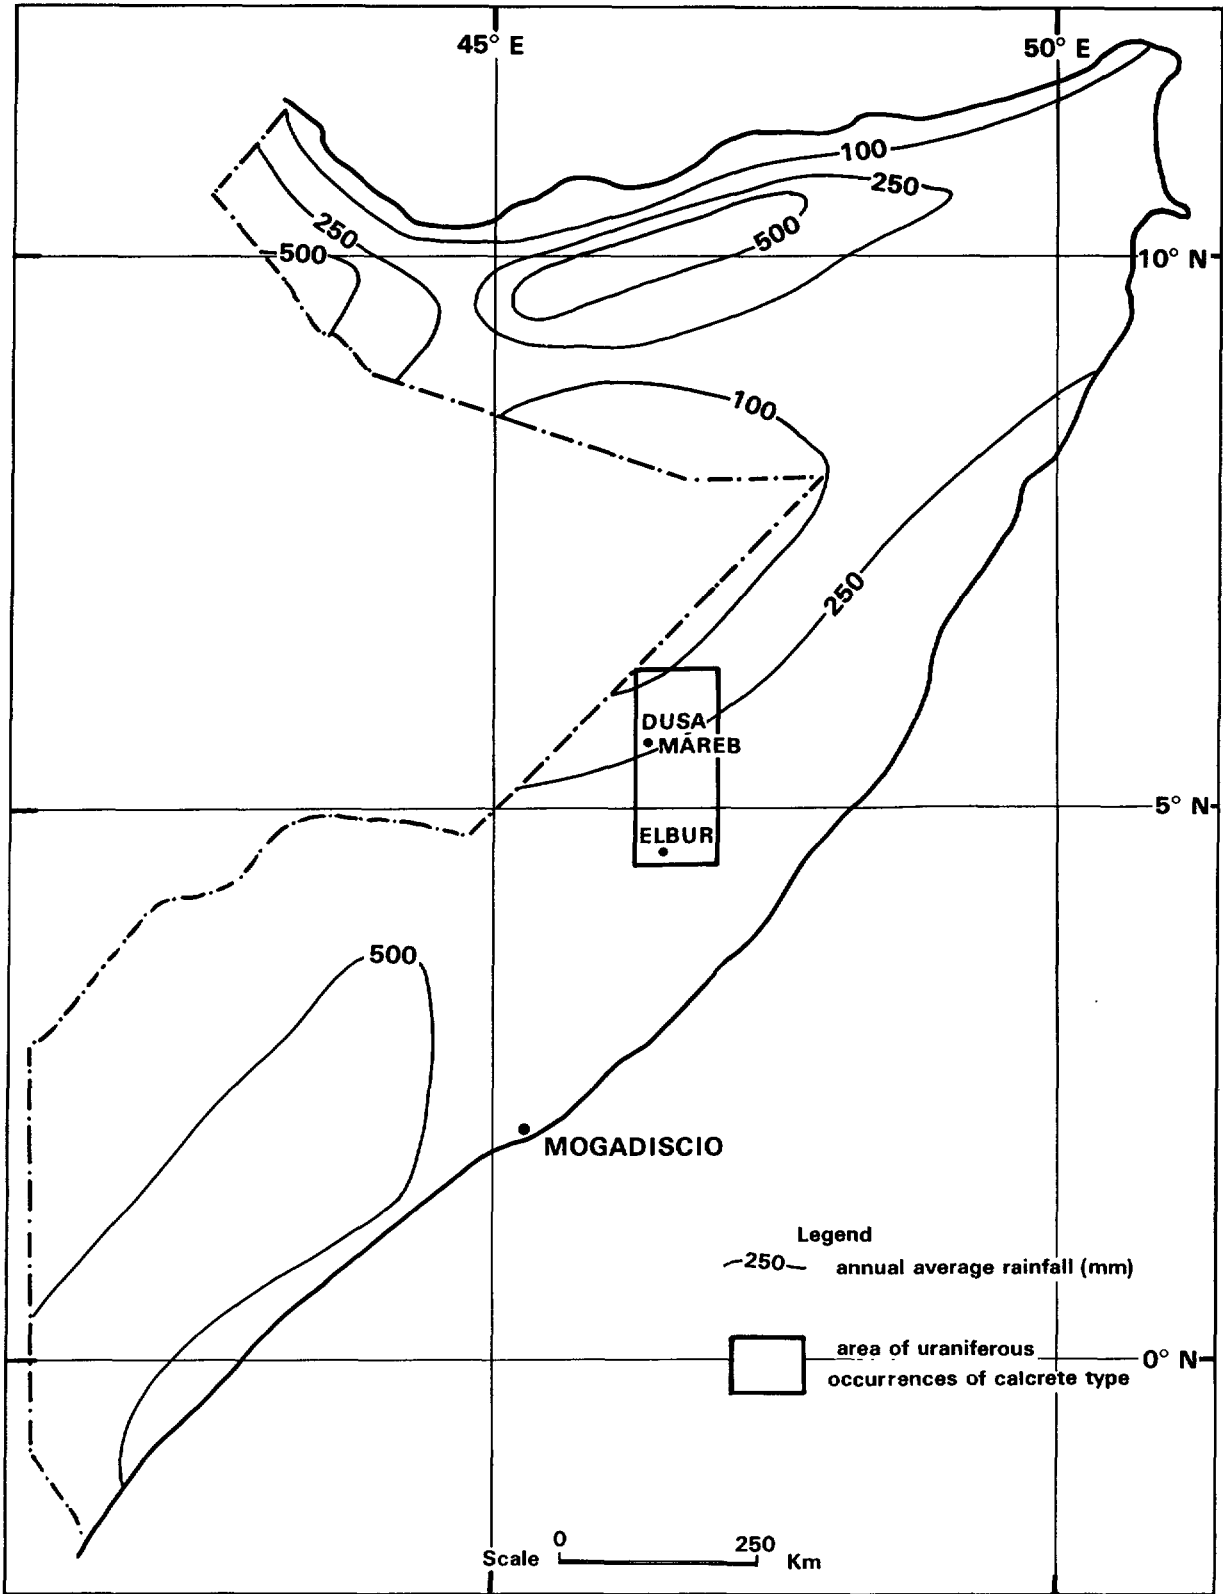 45° E
50° E
100
250
250
500
500
10° N
100
250
DUSA
MAREB
5° N
ELBUR
500
MOGADISCIO
Legend
250 annual average rainfall (mm)
area of uraniferous
0° N
occurrences of calcrete type
0 250
Scale Km